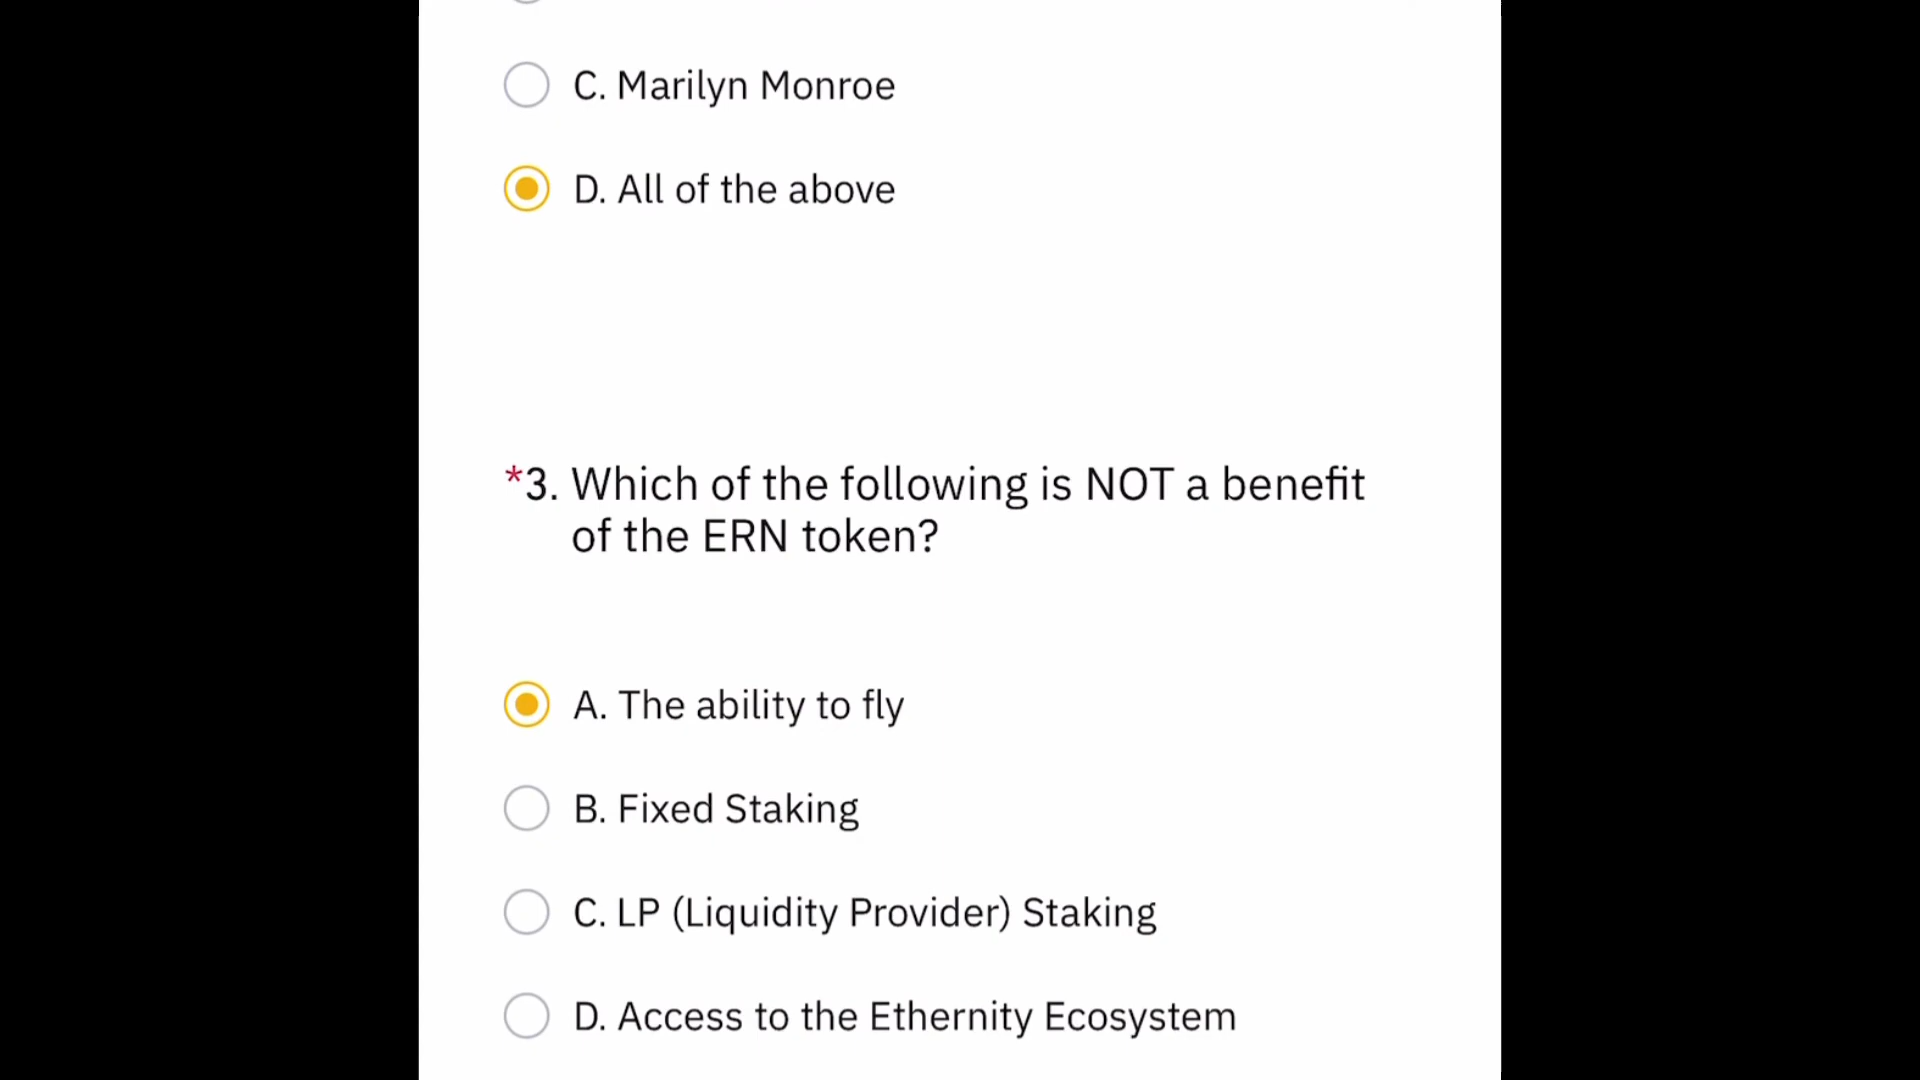 C. Marilyn Monroe
D. All of the above
*3. Which of the following is NOT a benefit
of the ERN token?
A. The ability to fly
B. Fixed Staking
C. LP (Liquidity Provider) Staking
D. Access to the Ethernity Ecosystem